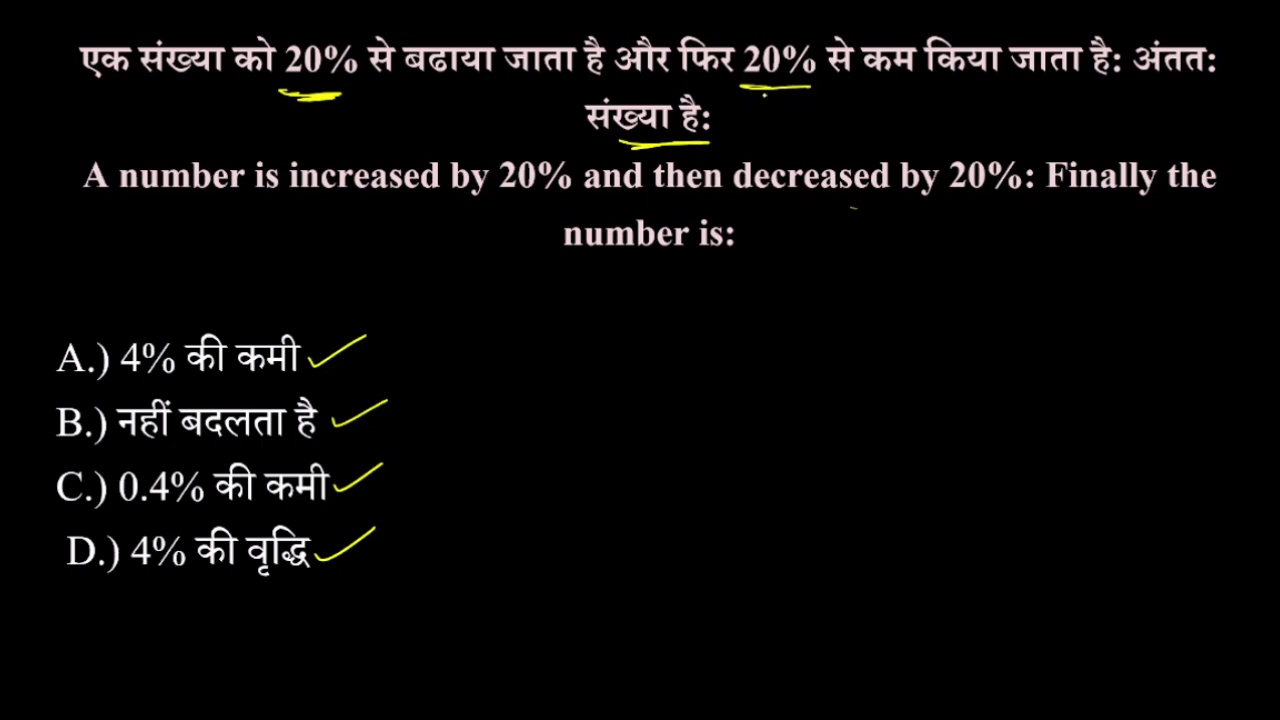 एक संख्या को 20% से बढाया जाता है और फिर 20% से कम किया जाता है: अंतत:
संख्या है:
A number is increased by 20% and then decreased by 20%: Finally the
number is:
A.) 4% की कमी
B.) नहीं बदलता है
C.) 0.4% की कमी
D.) 4% की वृद्धि